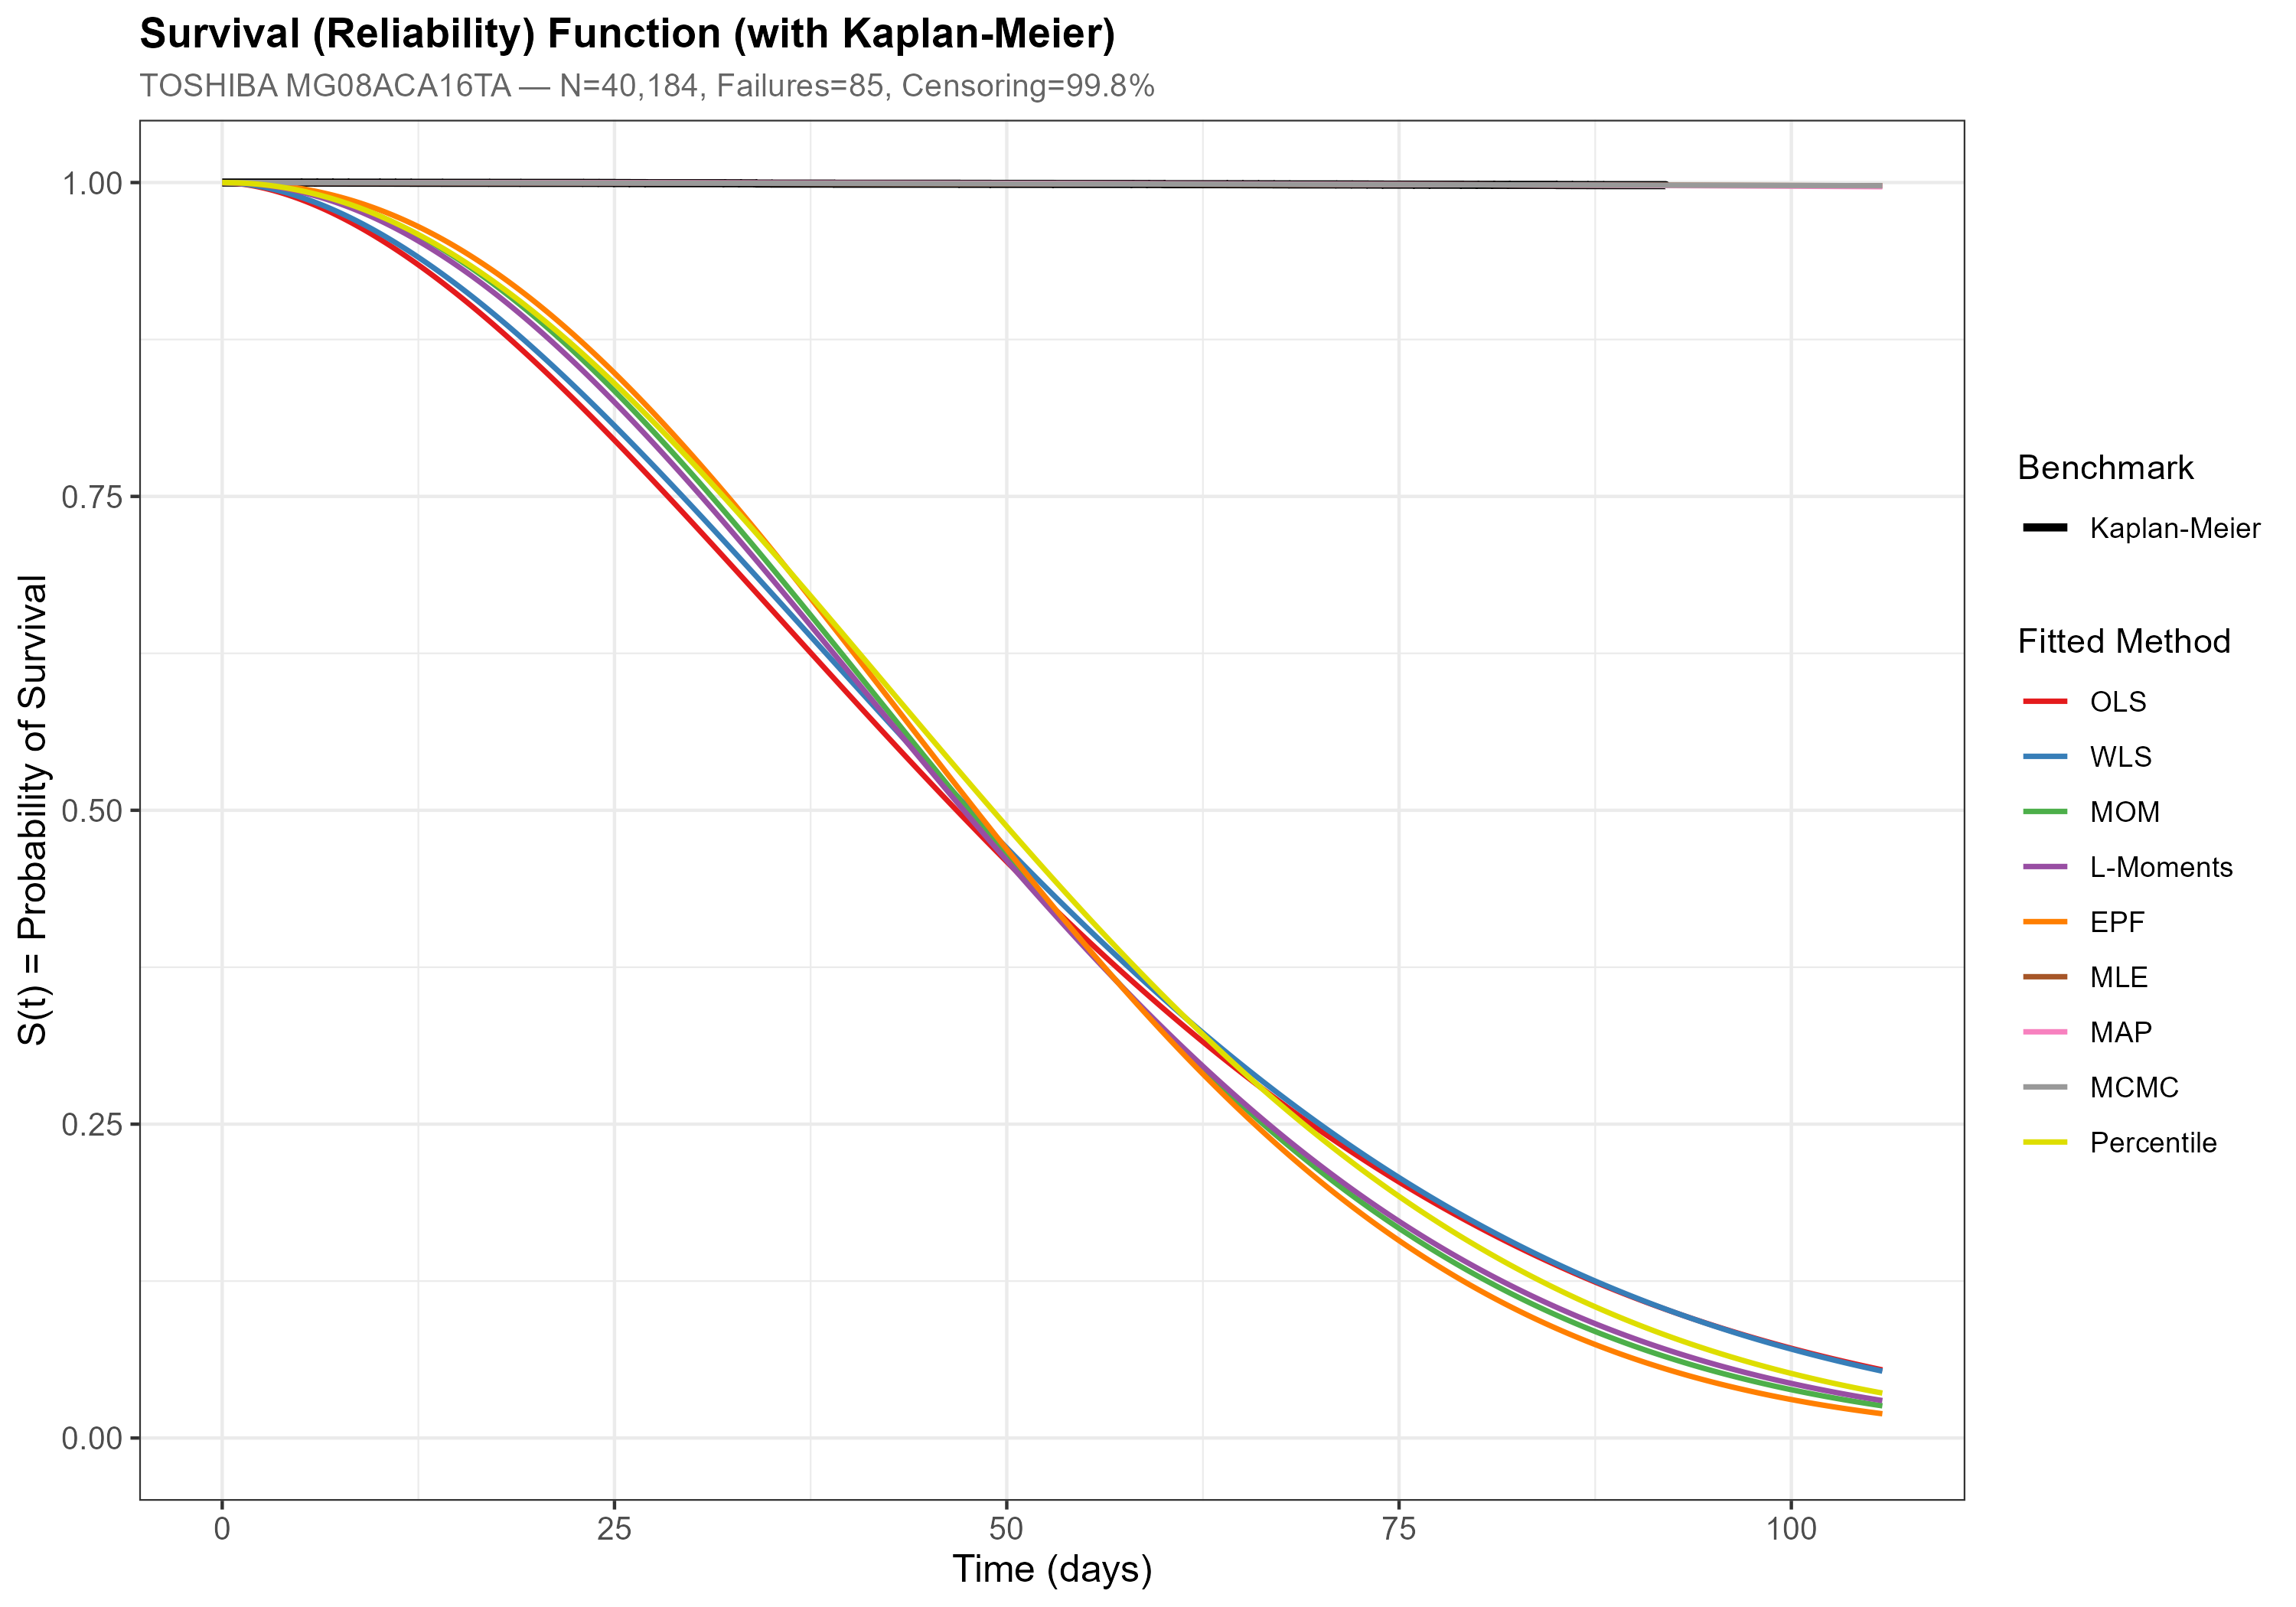 Survival (Reliability) Function (with Kaplan-Meier)
TOSHIBA MG08ACA16TA — N=40,184, Failures=85, Censoring=99.8%
S(t) = Probability of Survival
1.00
0.75
0.50
0.25
0.00
0
25
50
75
100
Time (days)
Benchmark
Kaplan-Meier
Fitted Method
OLS
WLS
MOM
L-Moments
EPF
MLE
MAP
MCMC
Percentile